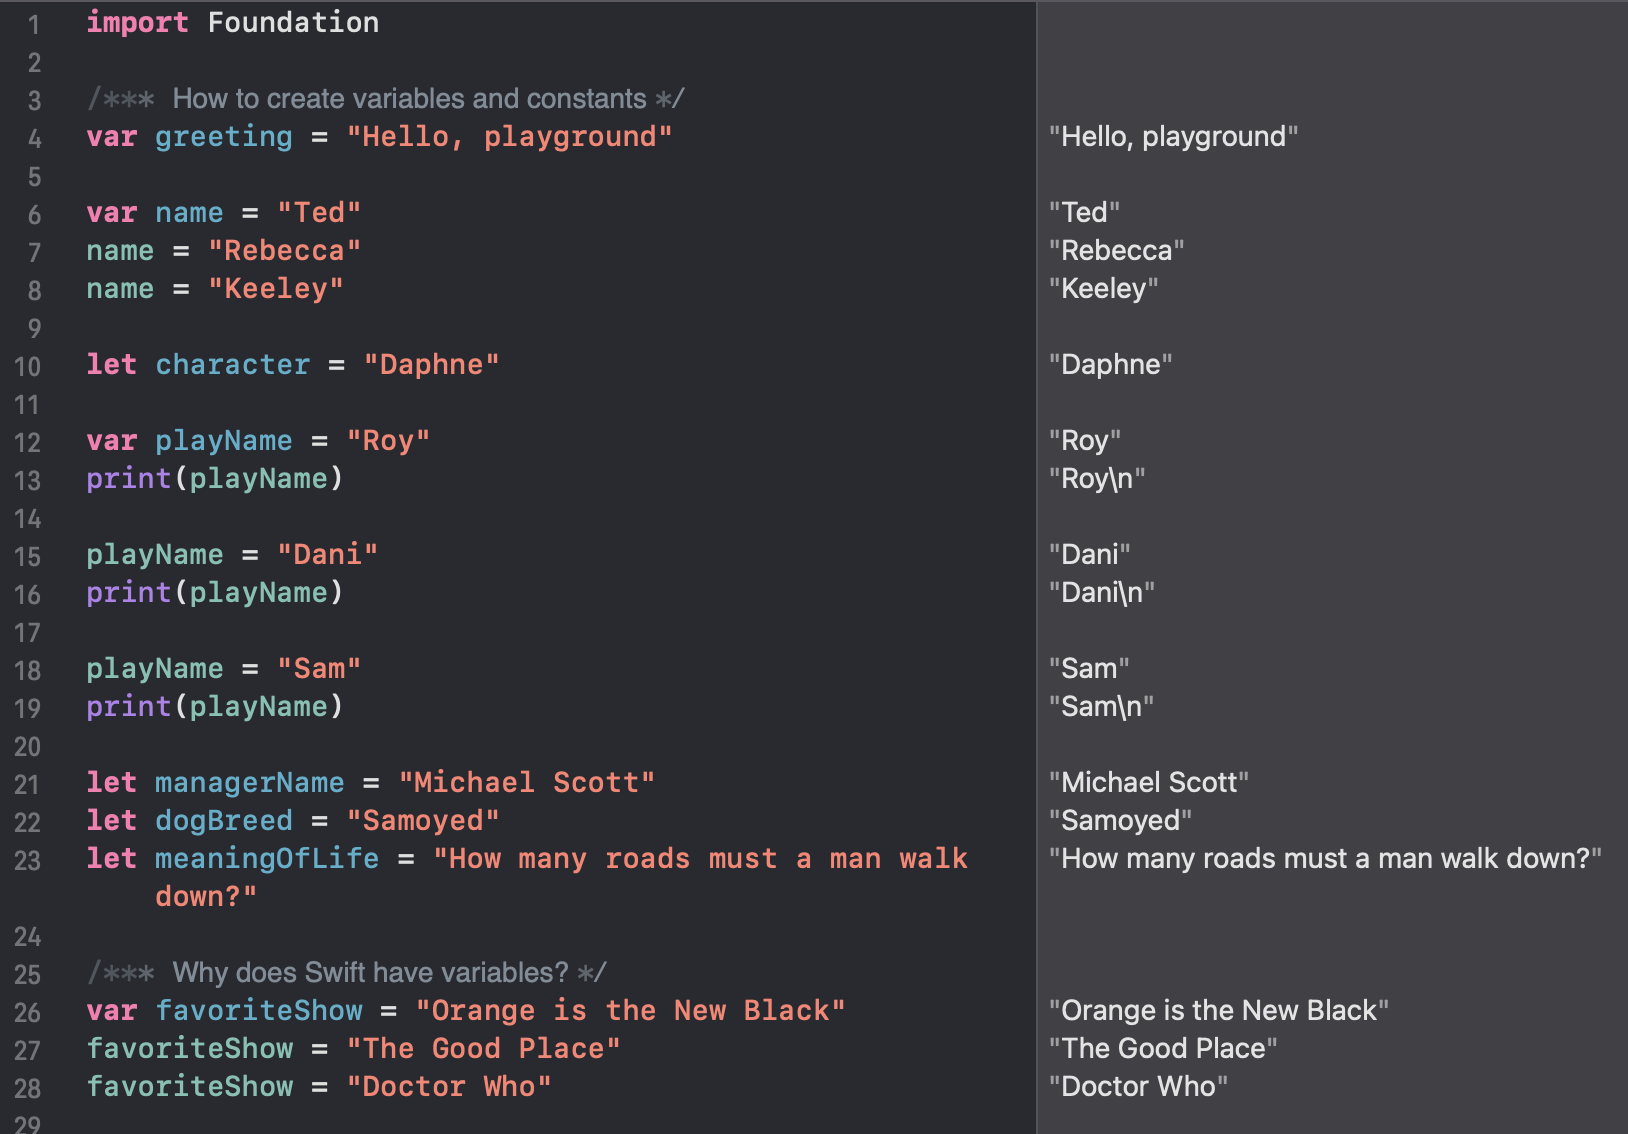 1 import Foundation
2
3 /*** How to create variables and constants */
4 var greeting = "Hello, playground" "Hello, playground"
5
6 var name = "Ted" "Ted"
7 name = "Rebecca" "Rebecca"
8 name = "Keeley" "Keeley"
9
10 let character = "Daphne" "Daphne"
11
12 var playName = "Roy" "Roy"
13 print(playName) "Roy\n"
14
15 playName = "Dani" "Dani"
16 print(playName) "Dani\n"
17
18 playName = "Sam" "Sam"
19 print(playName) "Sam\n"
20
21 let managerName = "Michael Scott" "Michael Scott"
22 let dogBreed = "Samoyed" "Samoyed"
23 let meaningOfLife = "How many roads must a man walk "How many roads must a man walk down?"
down?"
24
25 /*** Why does Swift have variables? */
26 var favoriteShow = "Orange is the New Black" "Orange is the New Black"
27 favoriteShow = "The Good Place" "The Good Place"
28 favoriteShow = "Doctor Who" "Doctor Who"
29